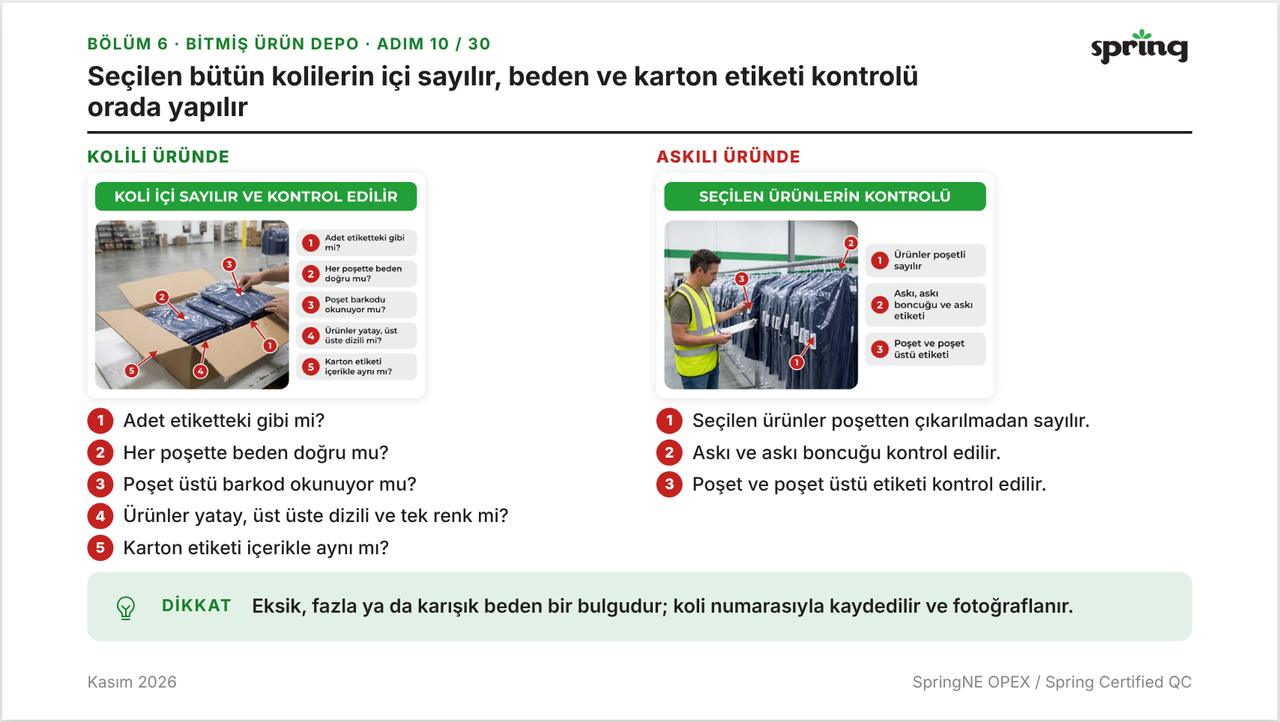 BÖLÜM 6 · BİTMİŞ ÜRÜN DEPO · ADIM 10 / 30
spring
Seçilen bütün kolilerin içi sayılır, beden ve karton etiketi kontrolü
orada yapılır
KOLİLİ ÜRÜNDE
KOLİ İÇİ SAYILIR VE KONTROL EDİLİR
3
2
1
5
4
1 Adet etiketteki gibi
mi?
2 Her poşette beden
doğru mu?
3 Poşet barkodu
okunuyor mu?
4 Ürünler yatay, üst
üste dizili mi?
5 Karton etiketi
içerikle aynı mı?
1 Adet etiketteki gibi mi?
2 Her poşette beden doğru mu?
3 Poşet üstü barkod okunuyor mu?
4 Ürünler yatay, üst üste dizili ve tek renk mi?
5 Karton etiketi içerikle aynı mı?
ASKILI ÜRÜNDE
SEÇİLEN ÜRÜNLERİN KONTROLÜ
2
3
1
1 Ürünler poşetli
sayılır
2 Askı, askı
boncuğu ve askı
etiketi
3 Poşet ve poşet
üstü etiketi
1 Seçilen ürünler poşetten çıkarılmadan sayılır.
2 Askı ve askı boncuğu kontrol edilir.
3 Poşet ve poşet üstü etiketi kontrol edilir.
DİKKAT Eksik, fazla ya da karışık beden bir bulgudur; koli numarasıyla kaydedilir ve fotoğraflanır.
Kasım 2026
SpringNE OPEX / Spring Certified QC